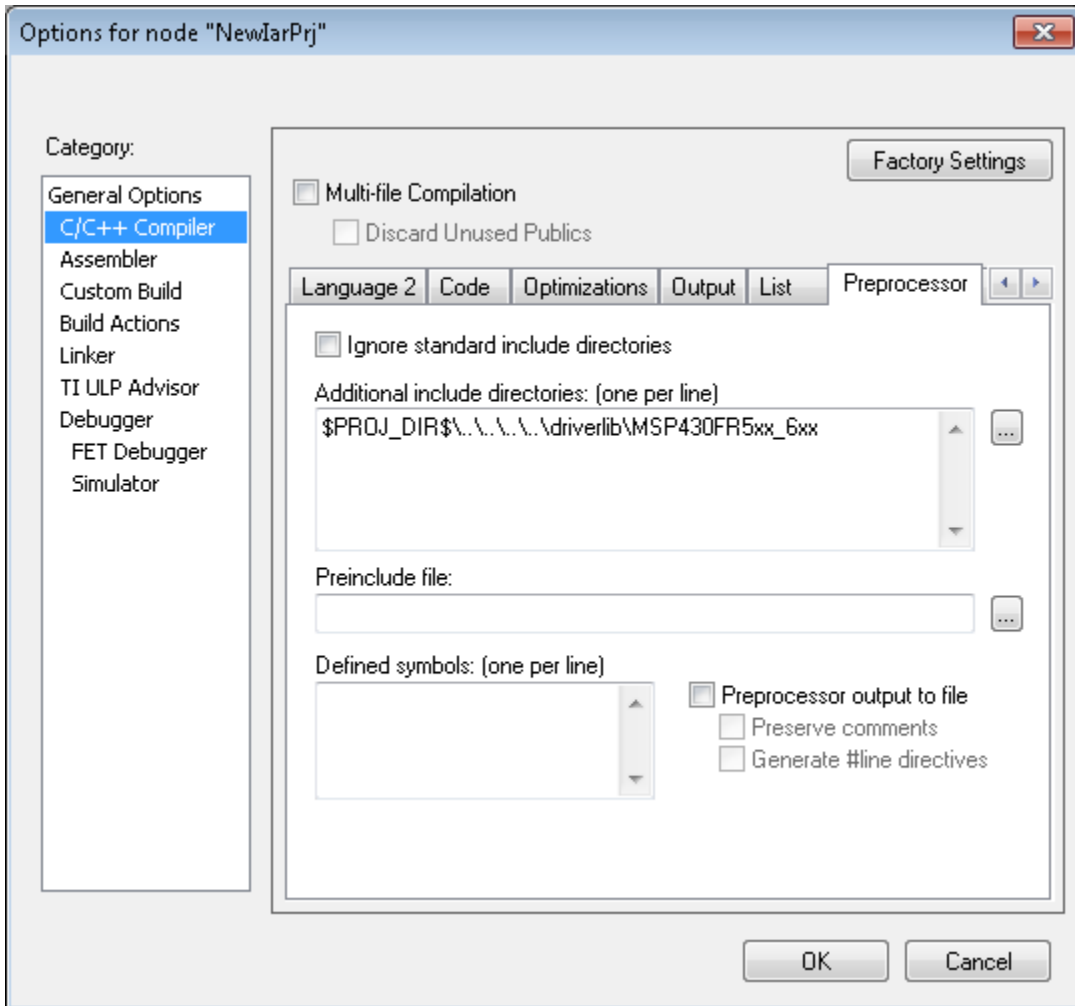 Options for node "NewIarPrj"
Category:
General Options
C/C++ Compiler
Assembler
Custom Build
Build Actions
Linker
TI ULP Advisor
Debugger
FET Debugger
Simulator
Factory Settings
Multi-file Compilation
Discard Unused Publics
Language 2 Code Optimizations Output List Preprocessor
Ignore standard include directories
Additional include directories: (one per line)
$PROJ_DIR$\..\..\..\..\driverlib\MSP430FR5xx_6xx
...
Preinclude file:
...
Defined symbols: (one per line)
Preprocessor output to file
Preserve comments
Generate #line directives
OK Cancel